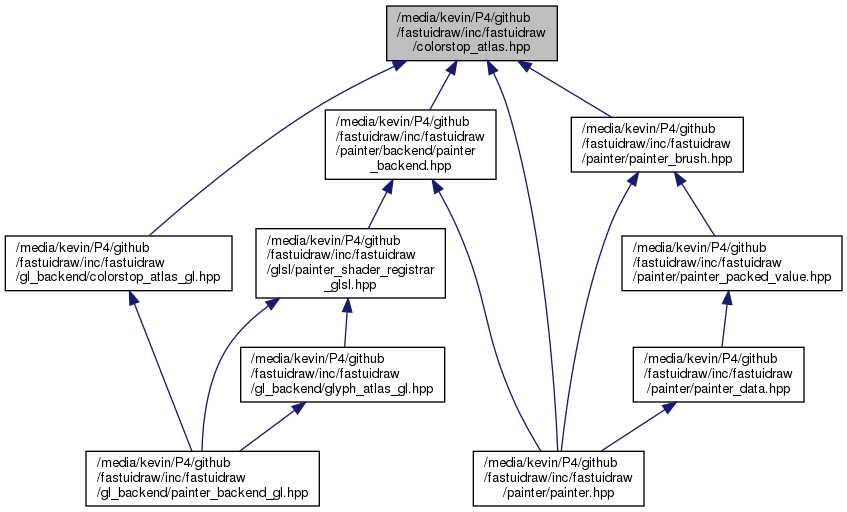 /media/kevin/P4/github
/fastuidraw/inc/fastuidraw
/colorstop_atlas.hpp
/media/kevin/P4/github
/fastuidraw/inc/fastuidraw
/painter/backend/painter
_backend.hpp
/media/kevin/P4/github
/fastuidraw/inc/fastuidraw
/painter/painter_brush.hpp
/media/kevin/P4/github
/fastuidraw/inc/fastuidraw
/gl_backend/colorstop_atlas_gl.hpp
/media/kevin/P4/github
/fastuidraw/inc/fastuidraw
/glsl/painter_shader_registrar
_glsl.hpp
/media/kevin/P4/github
/fastuidraw/inc/fastuidraw
/painter/painter_packed_value.hpp
/media/kevin/P4/github
/fastuidraw/inc/fastuidraw
/gl_backend/glyph_atlas_gl.hpp
/media/kevin/P4/github
/fastuidraw/inc/fastuidraw
/painter/painter_data.hpp
/media/kevin/P4/github
/fastuidraw/inc/fastuidraw
/gl_backend/painter_backend_gl.hpp
/media/kevin/P4/github
/fastuidraw/inc/fastuidraw
/painter/painter.hpp